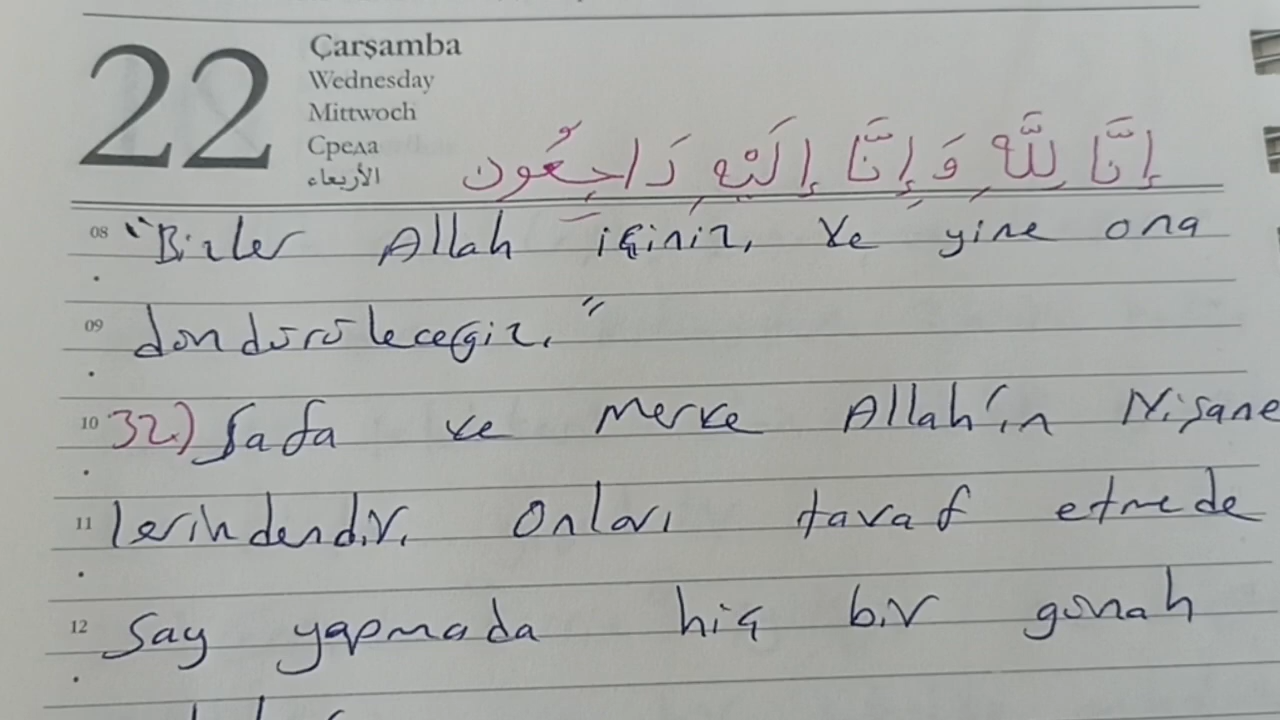 22
Çarşamba
Wednesday
Mittwoch
Среда
الأربعاء
إِنَّا لِلَّهِ وَإِنَّا إِلَيْهِ رَاجِعُون
08 "Bizler Allah içiniz, ve yine ona
09 döndürüleceğiz."
10 32.) Safa ve Merve Allah'ın Nişane
11 lerindendir. Onları tavaf etmede
12 Say yapmada hiç bir günah